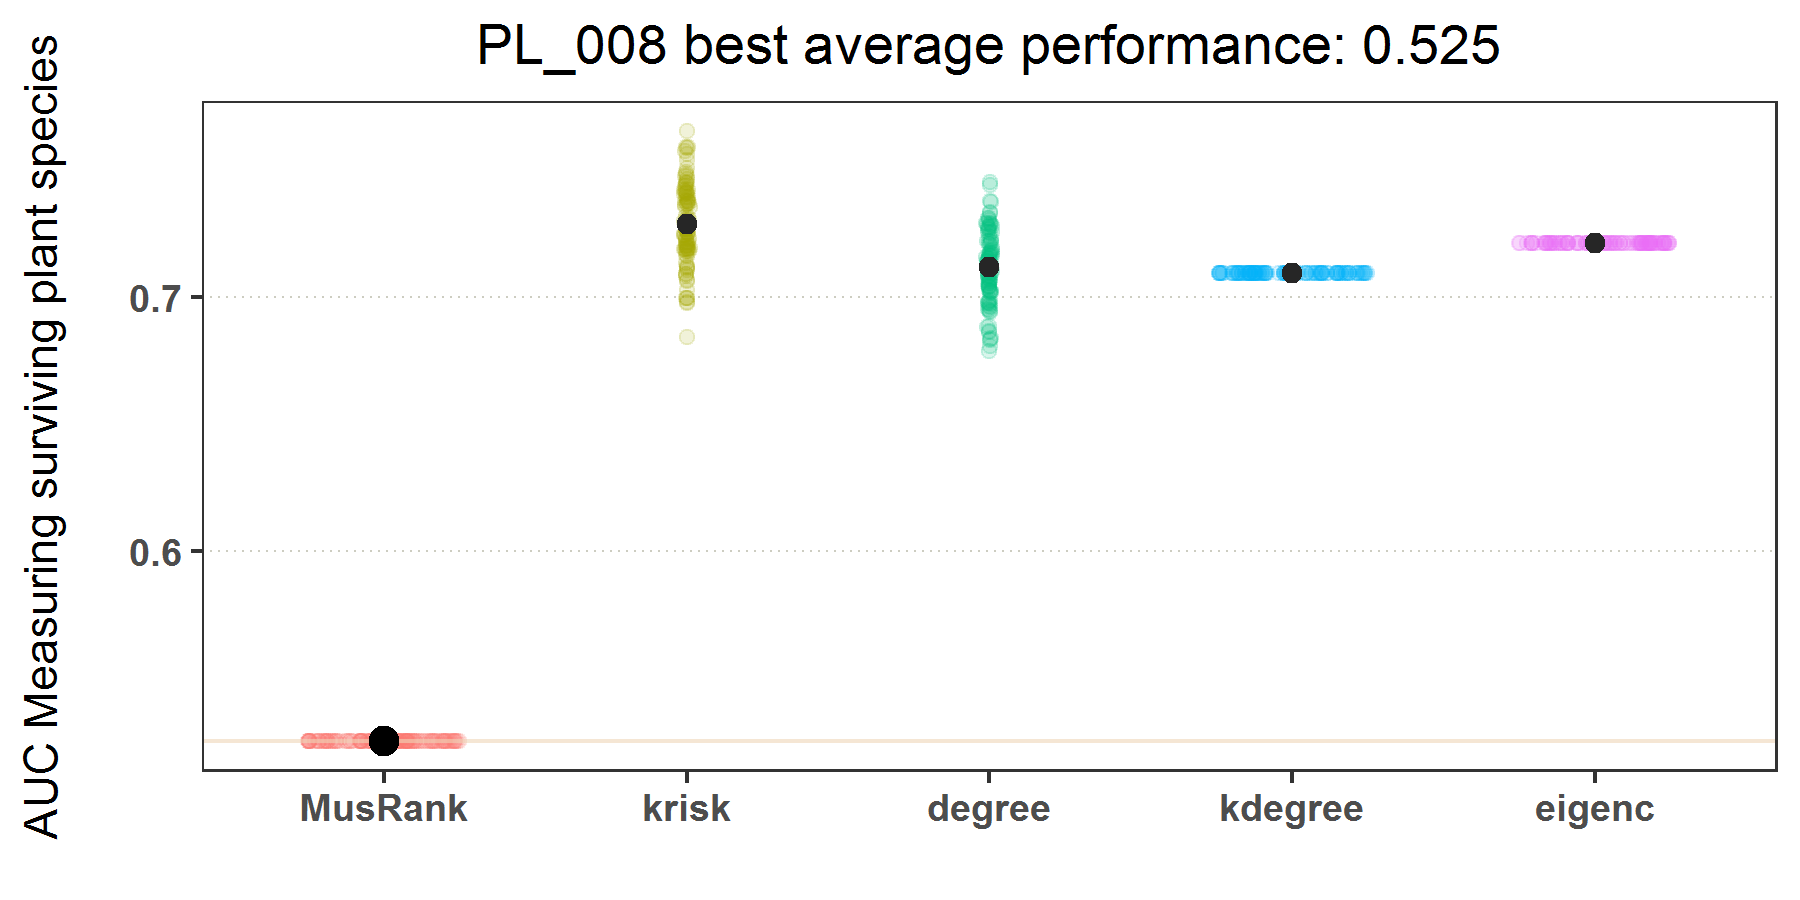 PL_008 best average performance: 0.525
AUC Measuring surviving plant species
0.7
0.6
MusRank krisk degree kdegree eigenc